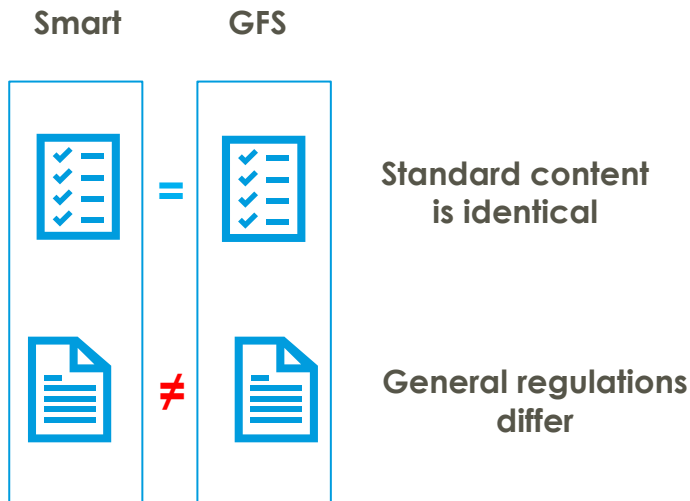 Smart GFS
= Standard content
is identical
≠ General regulations
differ